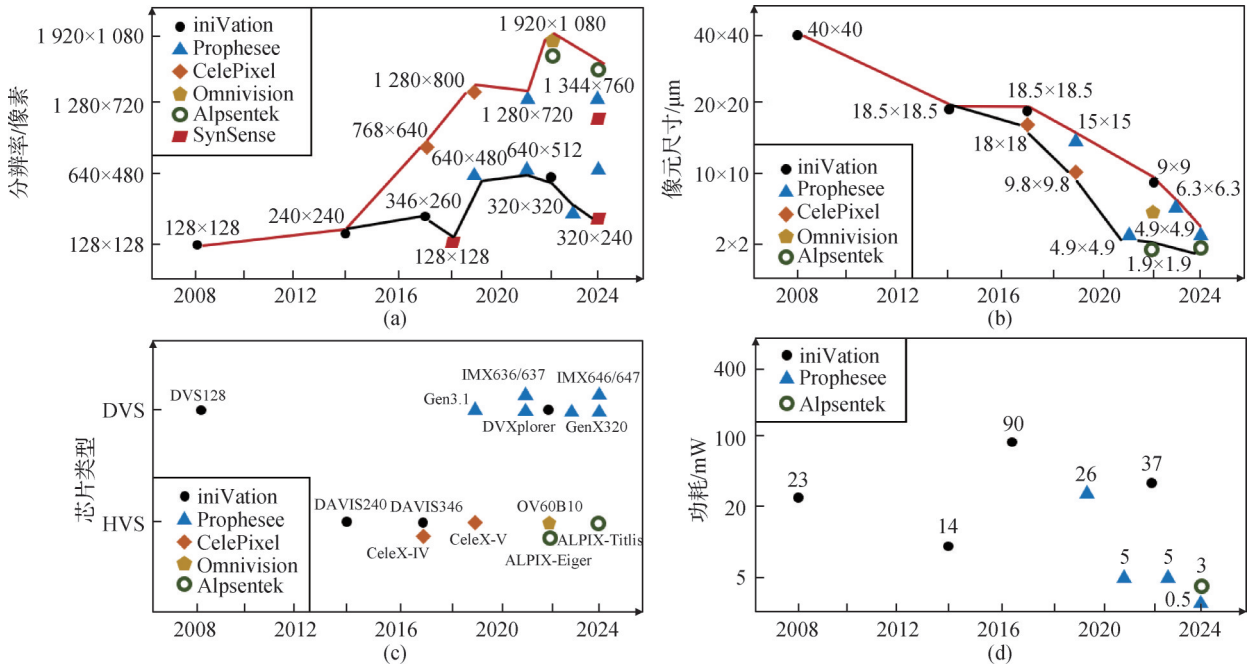 1 920×1 080
1 280×720
640×480
128×128
分辨率/像素
iniVation
Prophesee
CelePixel
Omnivision
Alpsentek
SynSense
128×128
240×240
768×640
346×260
1 280×800
640×480
128×128
1 920×1 080
1 280×720
640×512
320×320
1 344×760
320×240
2008
2012
2016
2020
2024
(a)
40×40
20×20
10×10
2×2
像元尺寸/μm
iniVation
Prophesee
CelePixel
Omnivision
Alpsentek
40×40
18.5×18.5
18.5×18.5
18×18
15×15
9.8×9.8
9×9
6.3×6.3
4.9×4.9
4.9×4.9
1.9×1.9
2008
2012
2016
2020
2024
(b)
DVS
HVS
芯片类型
DVS128
Gen3.1
IMX636/637
IMX646/647
DVXplorer
GenX320
iniVation
Prophesee
CelePixel
Omnivision
Alpsentek
DAVIS240
DAVIS346
OV60B10
CeleX-IV
CeleX-V
ALPIX-Titlis
ALPIX-Eiger
2008
2012
2016
2020
2024
(c)
400
100
20
5
功耗/mW
iniVation
Prophesee
Alpsentek
23
14
90
26
37
5
5
3
0.5
2008
2012
2016
2020
2024
(d)